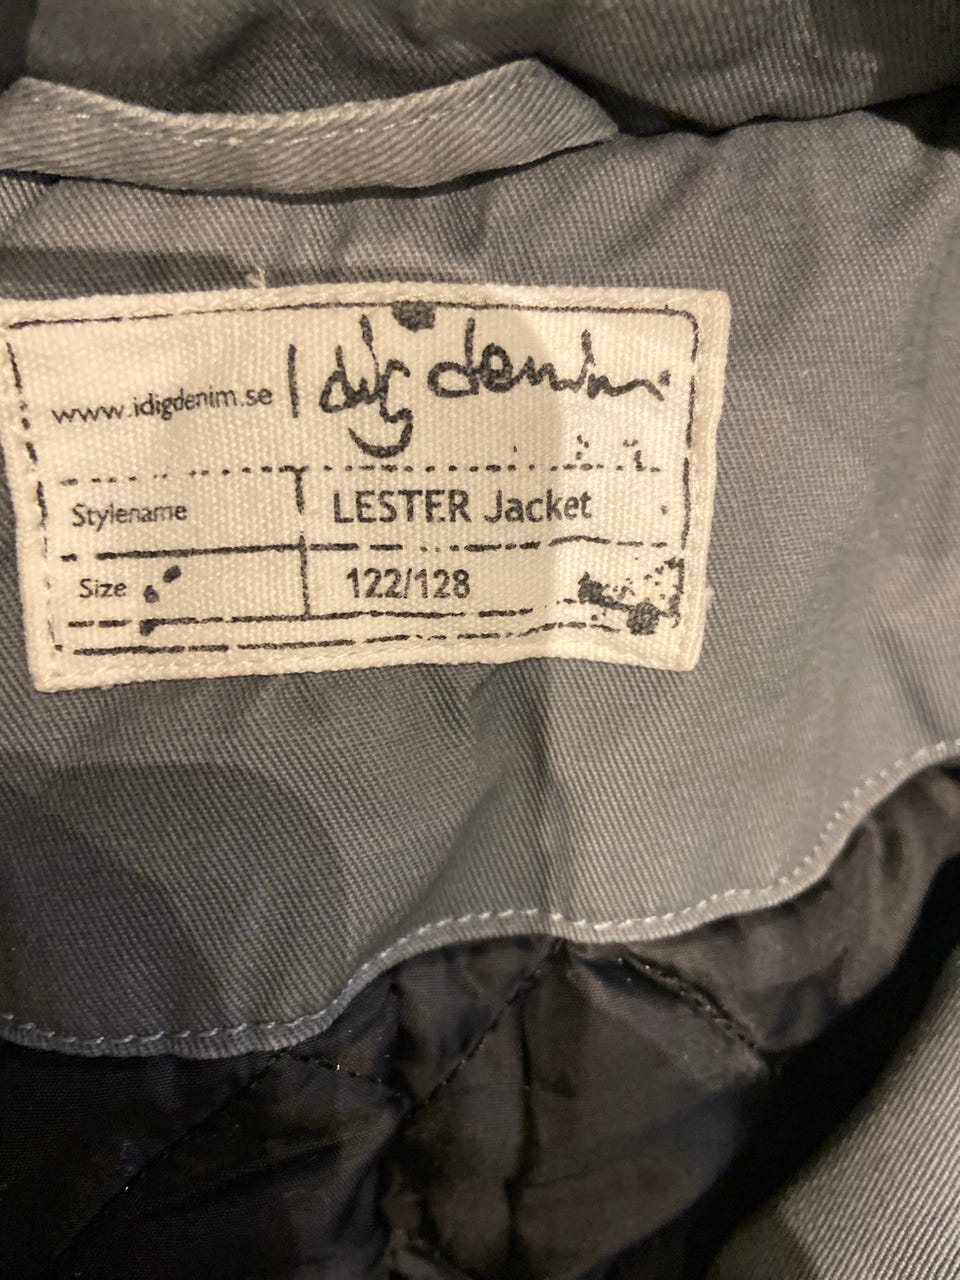 www.idigdenim.se
I dig denim
Stylename
LESTER Jacket
Size
122/128